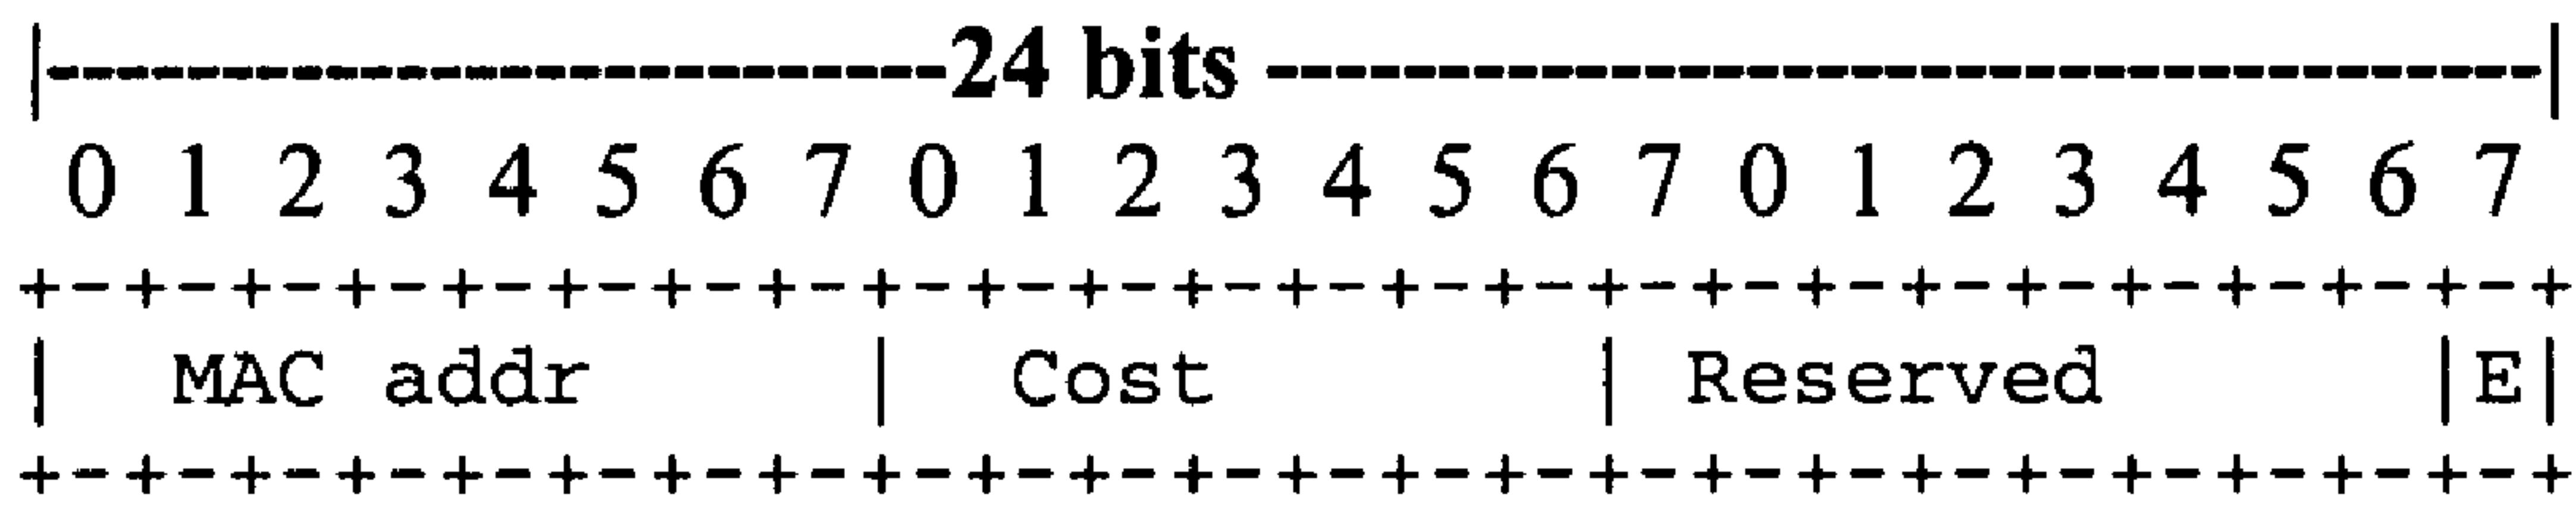 |--------------------------24 bits -------------------------------------|
0 1 2 3 4 5 6 7 0 1 2 3 4 5 6 7 0 1 2 3 4 5 6 7
+-+-+-+-+-+-+-+-+-+-+-+-+-+-+-+-+-+-+-+-+-+-+-+-+
| MAC addr | Cost | Reserved |E|
+-+-+-+-+-+-+-+-+-+-+-+-+-+-+-+-+-+-+-+-+-+-+-+-+